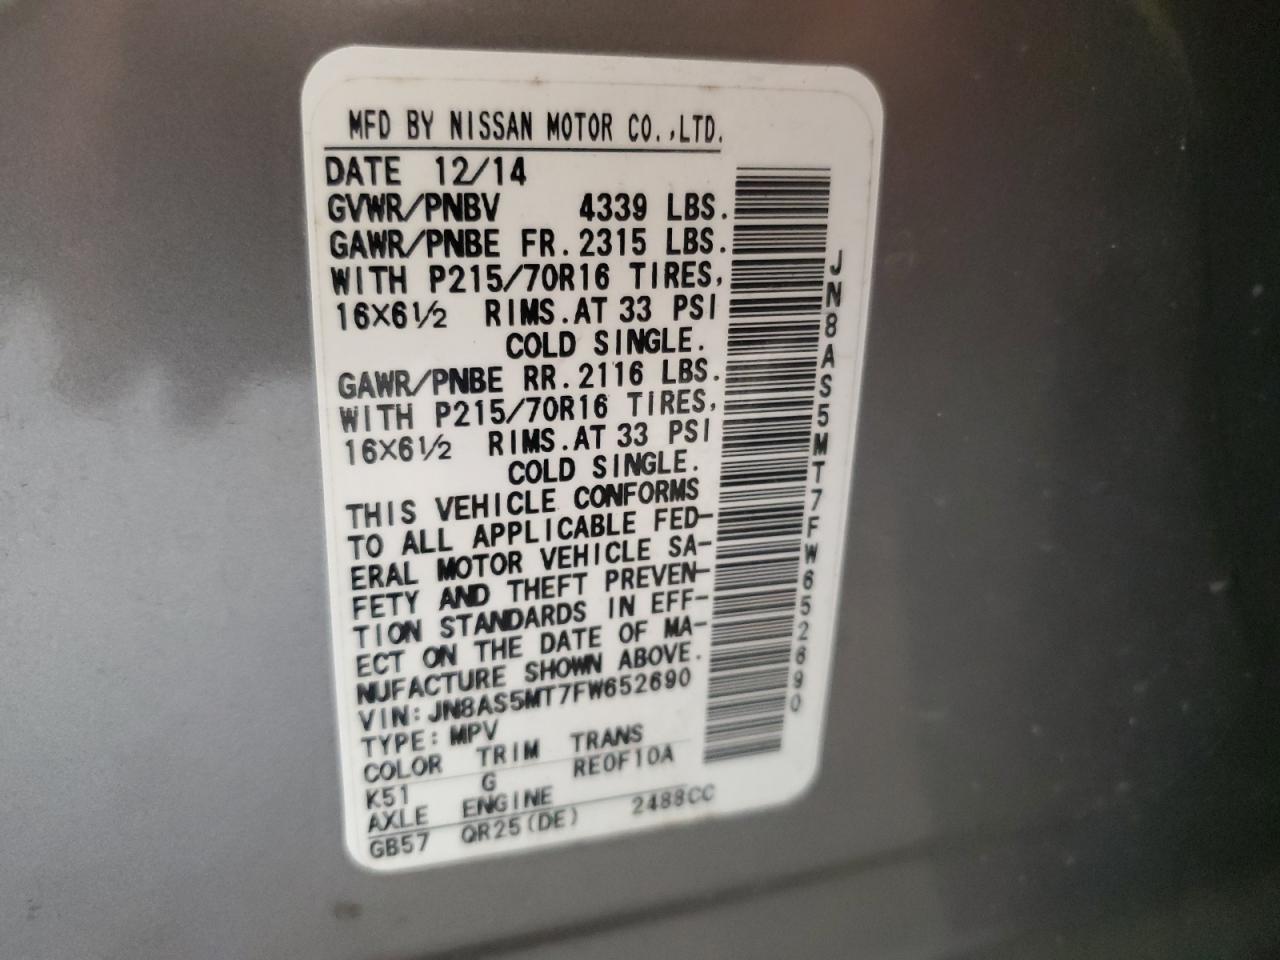 MFD BY NISSAN MOTOR CO.,LTD.
DATE 12/14
GVWR/PNBV 4339 LBS.
GAWR/PNBE FR.2315 LBS.
WITH P215/70R16 TIRES,
16X6½ RIMS.AT 33 PSI
COLD SINGLE.
GAWR/PNBE RR.2116 LBS.
WITH P215/70R16 TIRES,
16X6½ RIMS.AT 33 PSI
COLD SINGLE.
THIS VEHICLE CONFORMS
TO ALL APPLICABLE FED-
ERAL MOTOR VEHICLE SA-
FETY AND THEFT PREVEN-
TION STANDARDS IN EFF-
ECT ON THE DATE OF MA-
NUFACTURE SHOWN ABOVE.
VIN:JN8AS5MT7FW652690
TYPE:MPV
COLOR TRIM TRANS
K51 G RE0F10A
AXLE ENGINE
GB57 QR25(DE) 2488CC
JN8AS5MT7FW652690